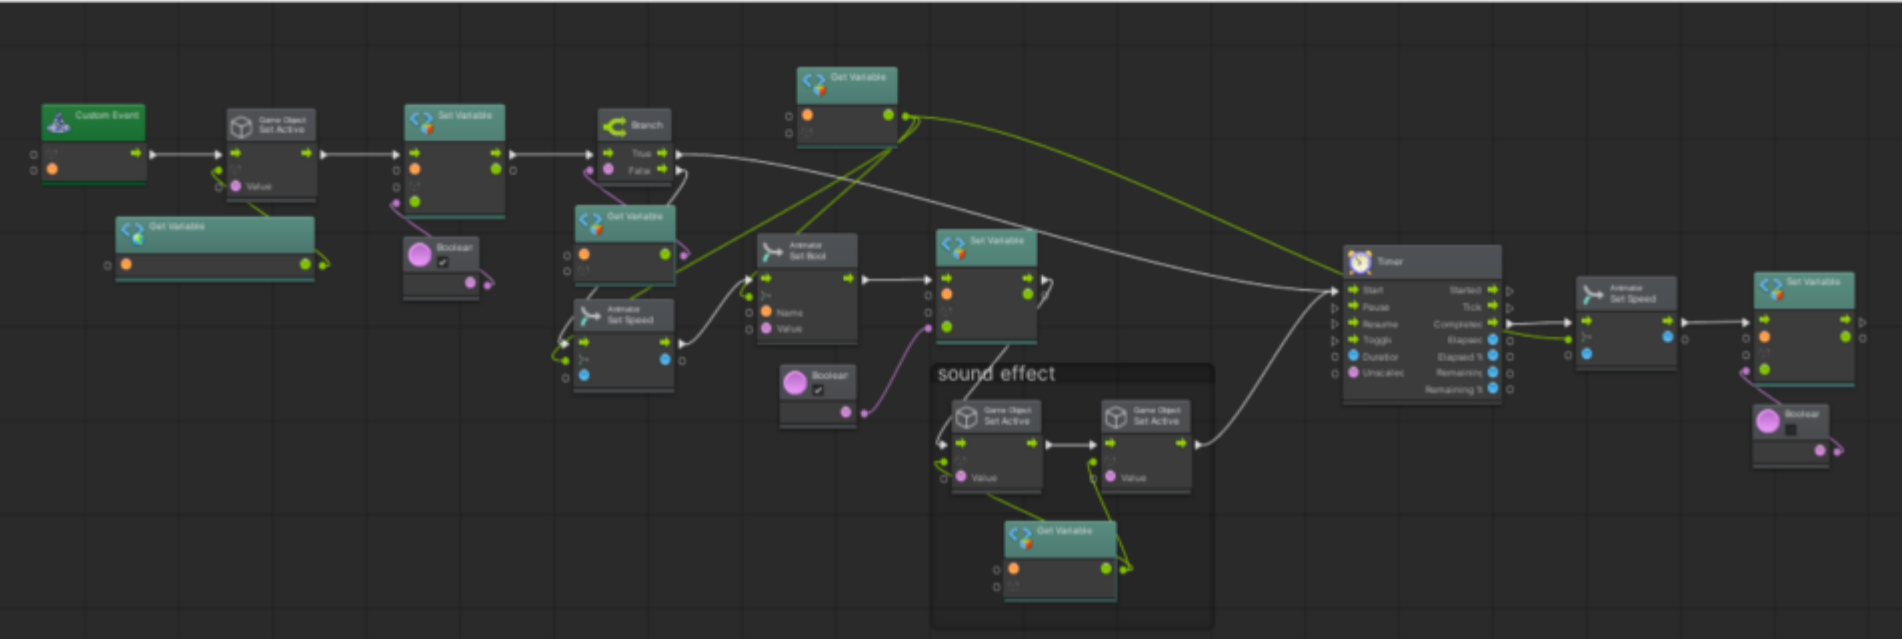 Custom Event
Game Object
Set Active
Value
Get Variable
Set Variable
Boolean
Branch
True
False
Get Variable
Animator
Set Speed
Get Variable
Animator
Set Bool
Name
Value
Boolean
Set Variable
sound effect
Game Object
Set Active
Value
Game Object
Set Active
Value
Get Variable
Timer
Start
Started
Pause
Tick
Resume
Completed
Toggle
Elapsed
Duration
Elapsed %
Unscaled
Remaining
Remaining %
Animator
Set Speed
Set Variable
Boolean